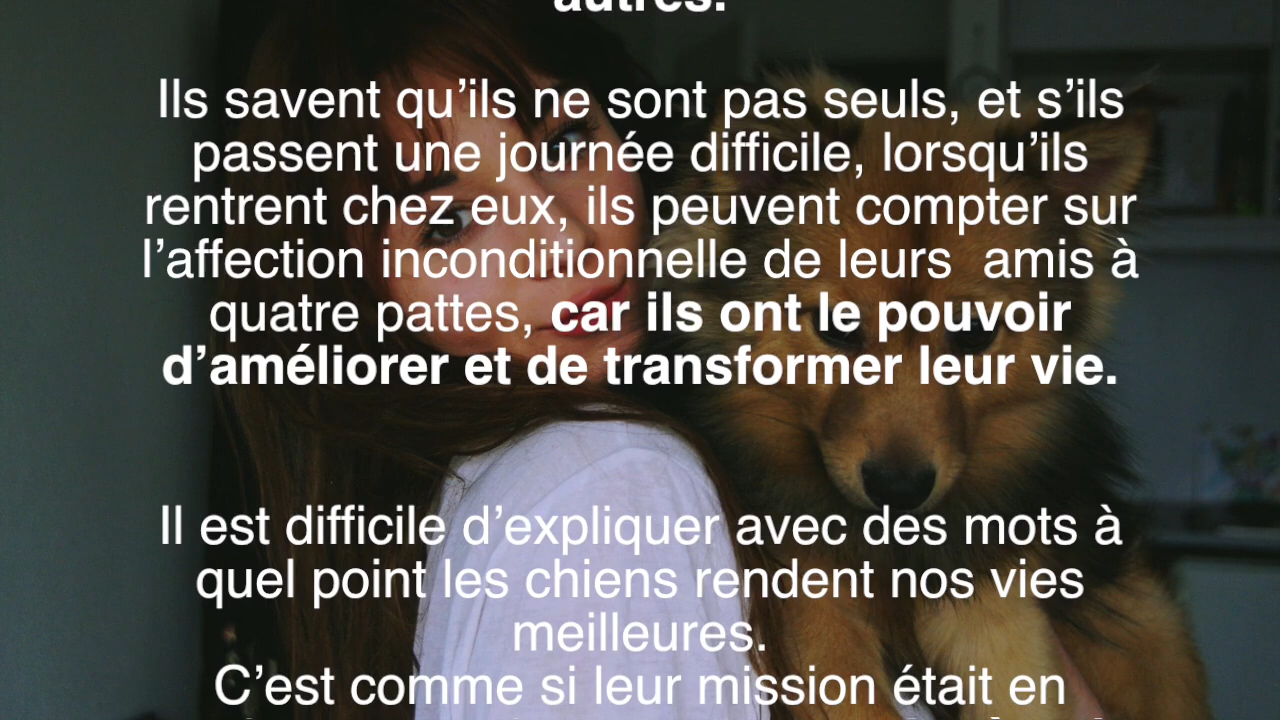 autres.
Ils savent qu’ils ne sont pas seuls, et s’ils
passent une journée difficile, lorsqu’ils
rentrent chez eux, ils peuvent compter sur
l’affection inconditionnelle de leurs  amis à
quatre pattes, car ils ont le pouvoir
d’améliorer et de transformer leur vie.
Il est difficile d’expliquer avec des mots à
quel point les chiens rendent nos vies
meilleures.
C’est comme si leur mission était en